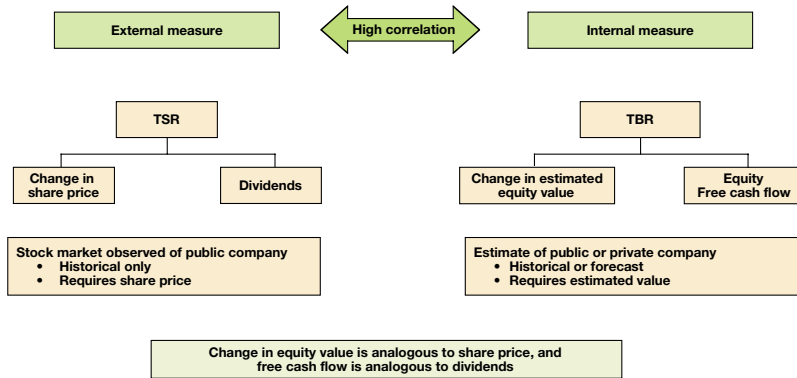 External measure
High correlation
Internal measure
TSR
TBR
Change in
share price
Dividends
Change in estimated
equity value
Equity
Free cash flow
Stock market observed of public company
• Historical only
• Requires share price
Estimate of public or private company
• Historical or forecast
• Requires estimated value
Change in equity value is analogous to share price, and
free cash flow is analogous to dividends